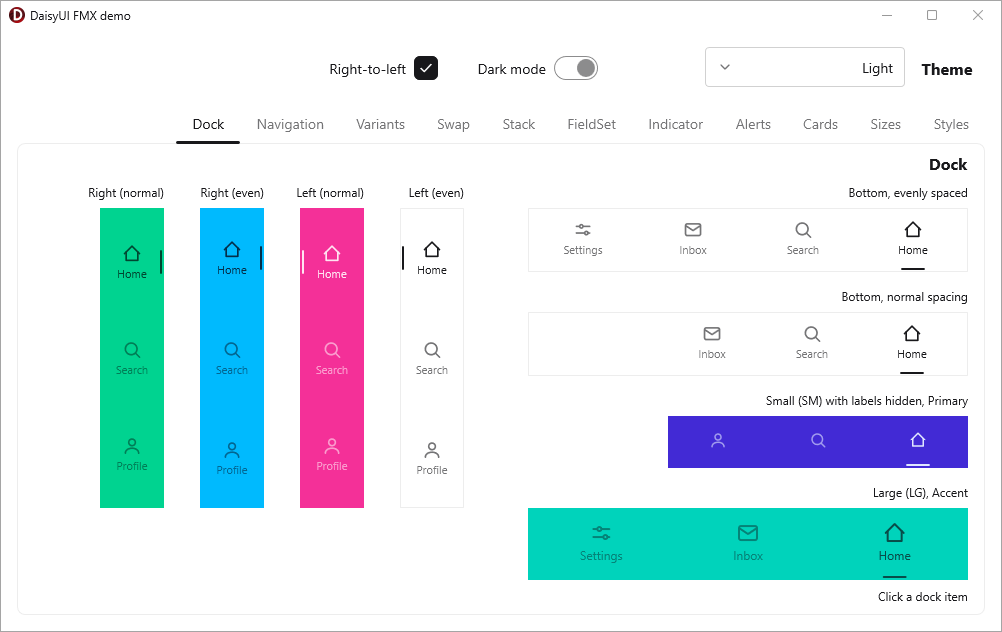 DaisyUI FMX demo
Right-to-left
Dark mode
Light
Theme
Dock
Navigation
Variants
Swap
Stack
FieldSet
Indicator
Alerts
Cards
Sizes
Styles
Dock
Right (normal)
Right (even)
Left (normal)
Left (even)
Home
Search
Profile
Home
Search
Profile
Home
Search
Profile
Home
Search
Profile
Bottom, evenly spaced
Settings
Inbox
Search
Home
Bottom, normal spacing
Inbox
Search
Home
Small (SM) with labels hidden, Primary
Large (LG), Accent
Settings
Inbox
Home
Click a dock item